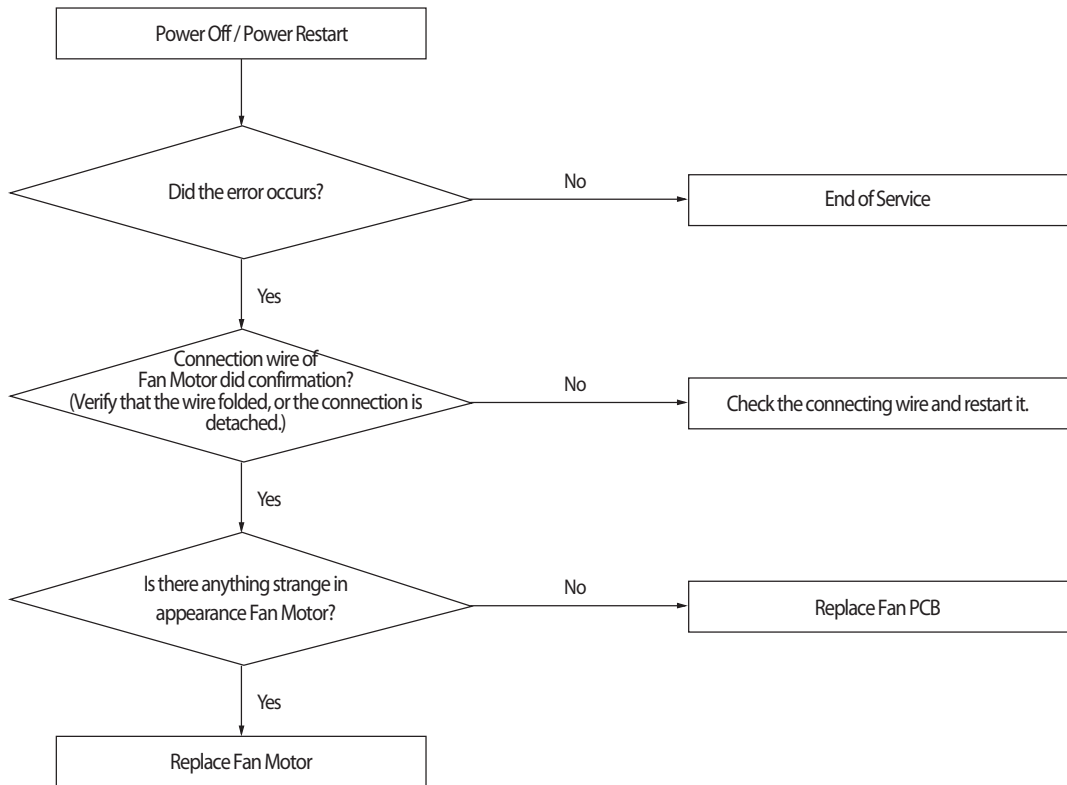 Power Off / Power Restart
Did the error occurs?
No
End of Service
Yes
Connection wire of
Fan Motor did confirmation?
(Verify that the wire folded, or the connection is
detached.)
No
Check the connecting wire and restart it.
Yes
Is there anything strange in
appearance Fan Motor?
No
Replace Fan PCB
Yes
Replace Fan Motor